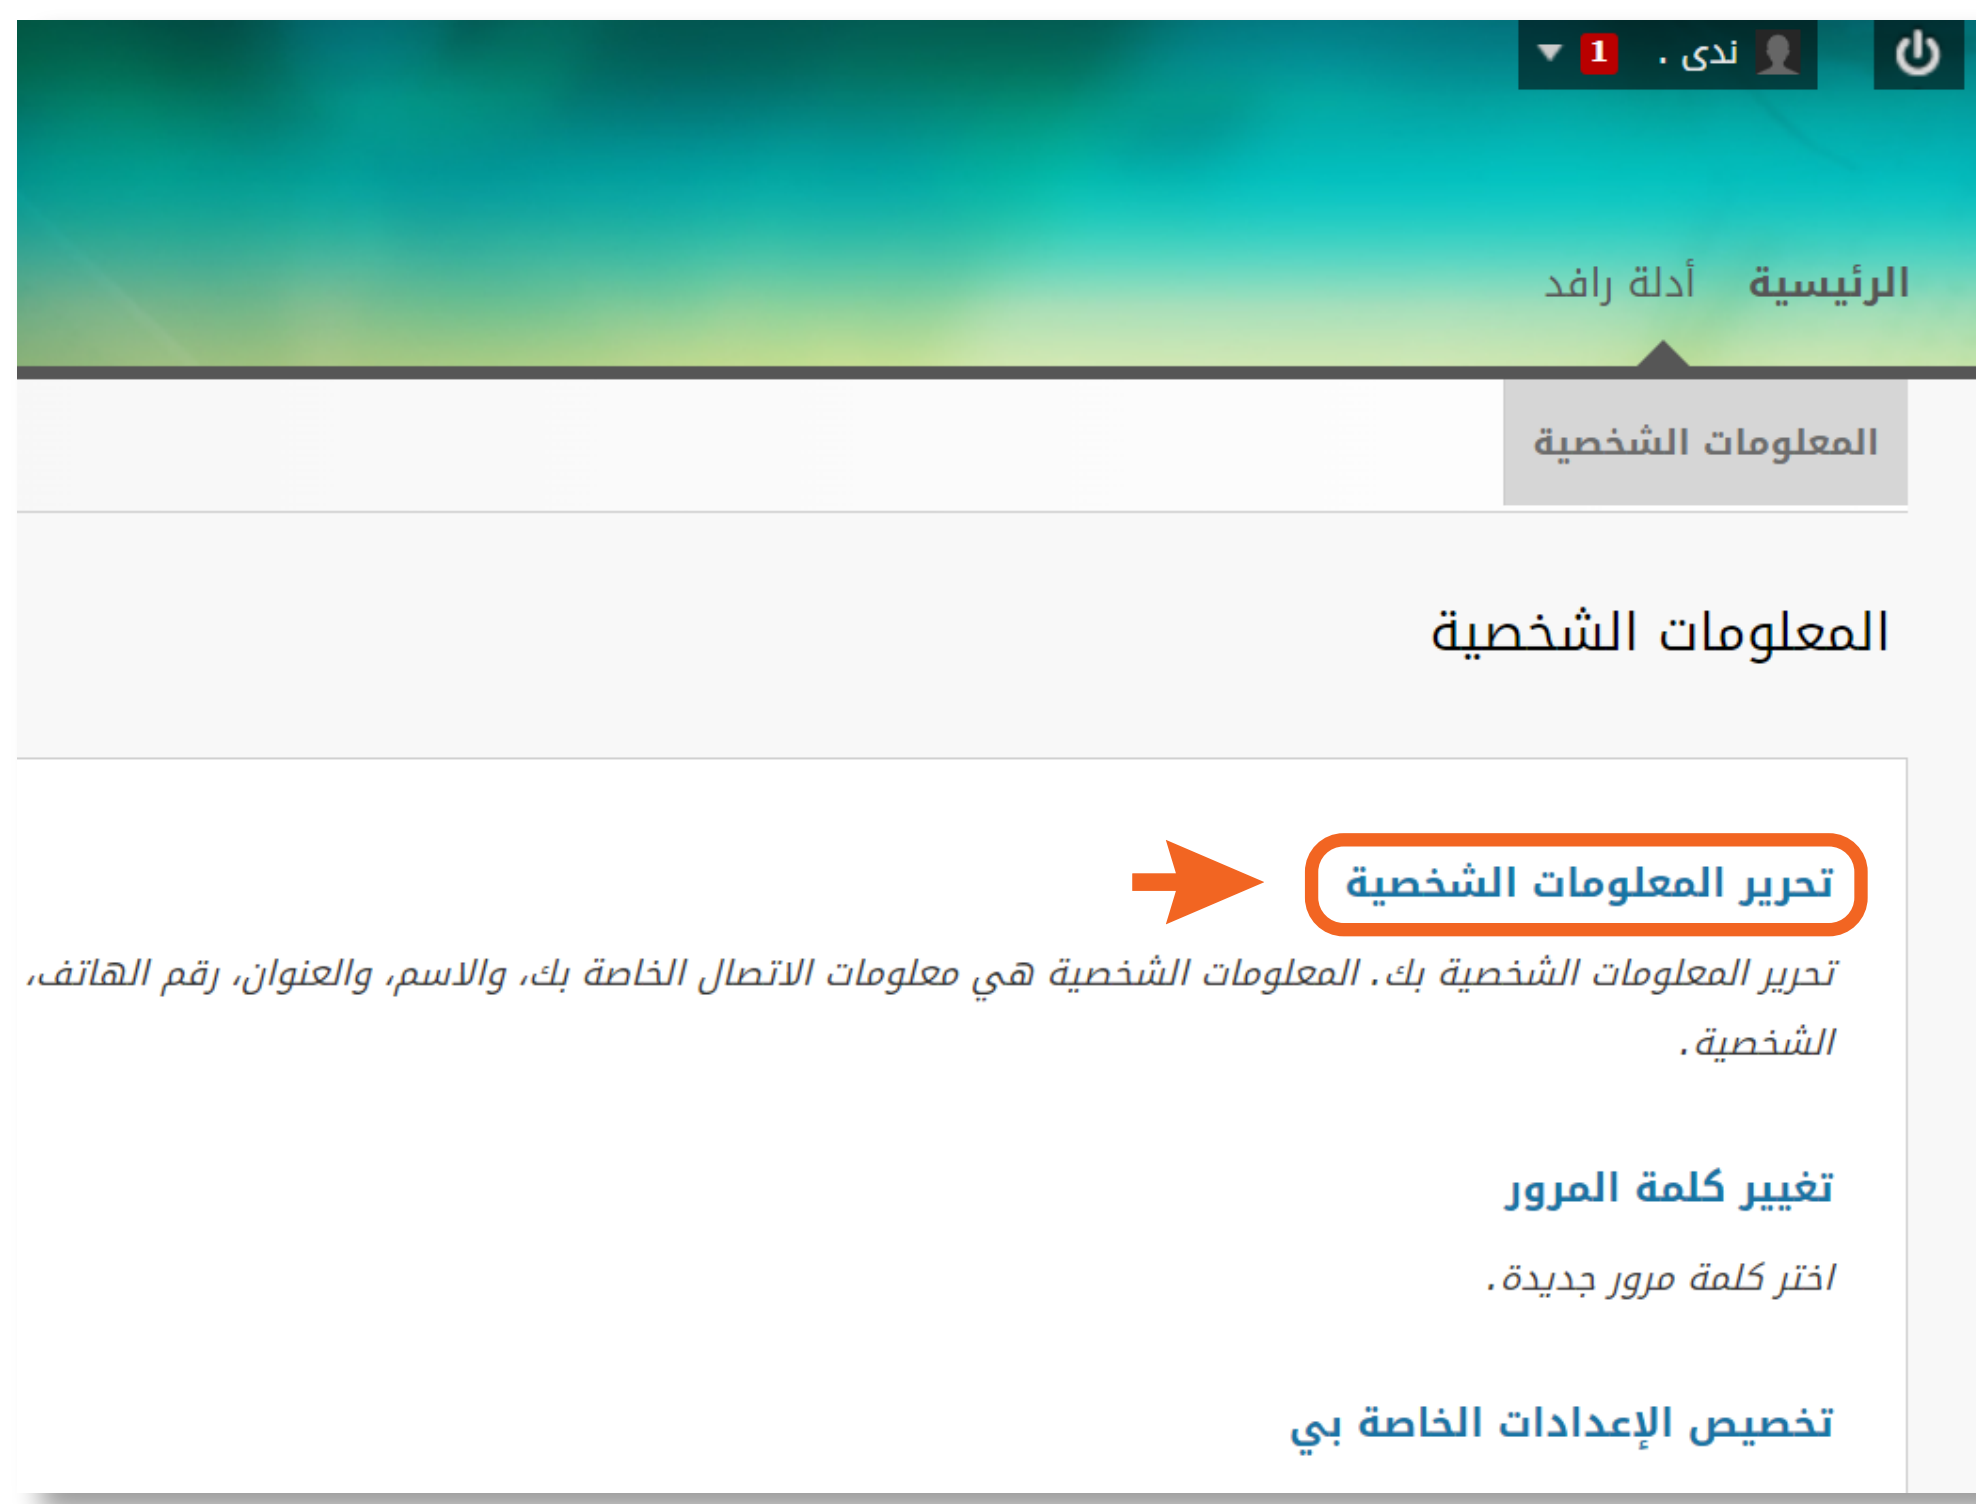 ندى . 1
الرئيسية أدلة رافد
المعلومات الشخصية
المعلومات الشخصية
تحرير المعلومات الشخصية
تحرير المعلومات الشخصية بك. المعلومات الشخصية هي معلومات الاتصال الخاصة بك، والاسم، والعنوان، رقم الهاتف،
الشخصية.
تغيير كلمة المرور
اختر كلمة مرور جديدة.
تخصيص الإعدادات الخاصة بي